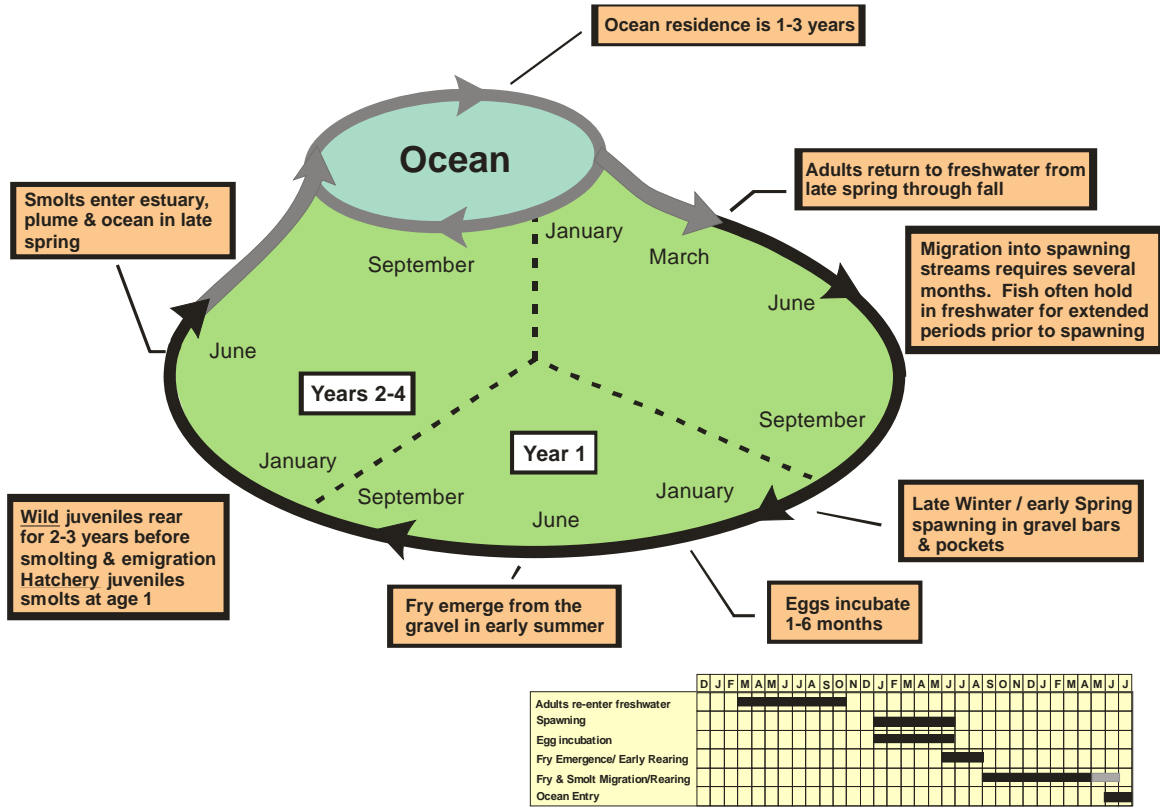 Ocean residence is 1-3 years
Ocean
Adults return to freshwater from
late spring through fall
Smolts enter estuary,
plume & ocean in late
spring
January
March
September
Migration into spawning
streams requires several
months. Fish often hold
in freshwater for extended
periods prior to spawning
June
June
Years 2-4
September
Year 1
January
September
January
June
Wild juveniles rear
for 2-3 years before
smolting & emigration
Hatchery juveniles
smolts at age 1
Late Winter / early Spring
spawning in gravel bars
& pockets
Fry emerge from the
gravel in early summer
Eggs incubate
1-6 months
D J F M A M J J A S O N D J F M A M J J A S O N D J F M A M J J
Adults re-enter freshwater
Spawning
Egg incubation
Fry Emergence/ Early Rearing
Fry & Smolt Migration/Rearing
Ocean Entry